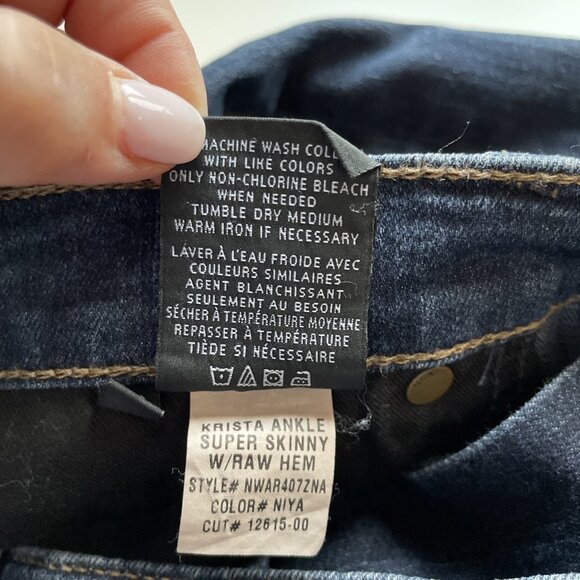 MACHINE WASH COLD
WITH LIKE COLORS
ONLY NON-CHLORINE BLEACH
WHEN NEEDED
TUMBLE DRY MEDIUM
WARM IRON IF NECESSARY
LAVER À L'EAU FROIDE AVEC
COULEURS SIMILAIRES
AGENT BLANCHISSANT
SEULEMENT AU BESOIN
SÉCHER À TEMPÉRATURE MOYENNE
REPASSER À TEMPÉRATURE
TIÈDE SI NÉCESSAIRE
KRISTA ANKLE
SUPER SKINNY
W/RAW HEM
STYLE# NWAR407ZNA
COLOR# NIYA
CUT# 12615-00